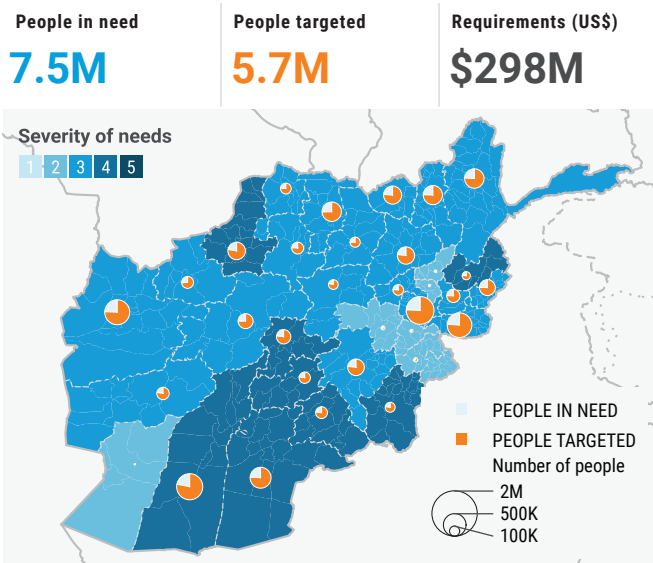 People in need
7.5M
People targeted
5.7M
Requirements (US$)
$298M
Severity of needs
1 2 3 4 5
PEOPLE IN NEED
PEOPLE TARGETED
Number of people
2M
500K
100K